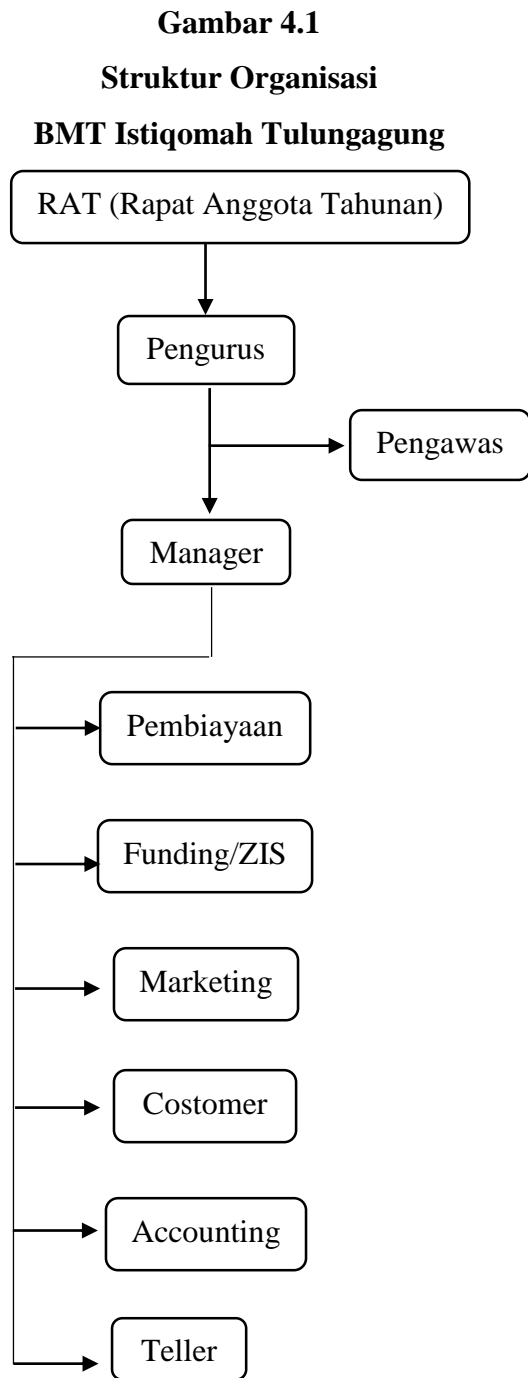 Gambar 4.1
Struktur Organisasi
BMT Istiqomah Tulungagung
RAT (Rapat Anggota Tahunan)
Pengurus
Pengawas
Manager
Pembiayaan
Funding/ZIS
Marketing
Costomer
Accounting
Teller